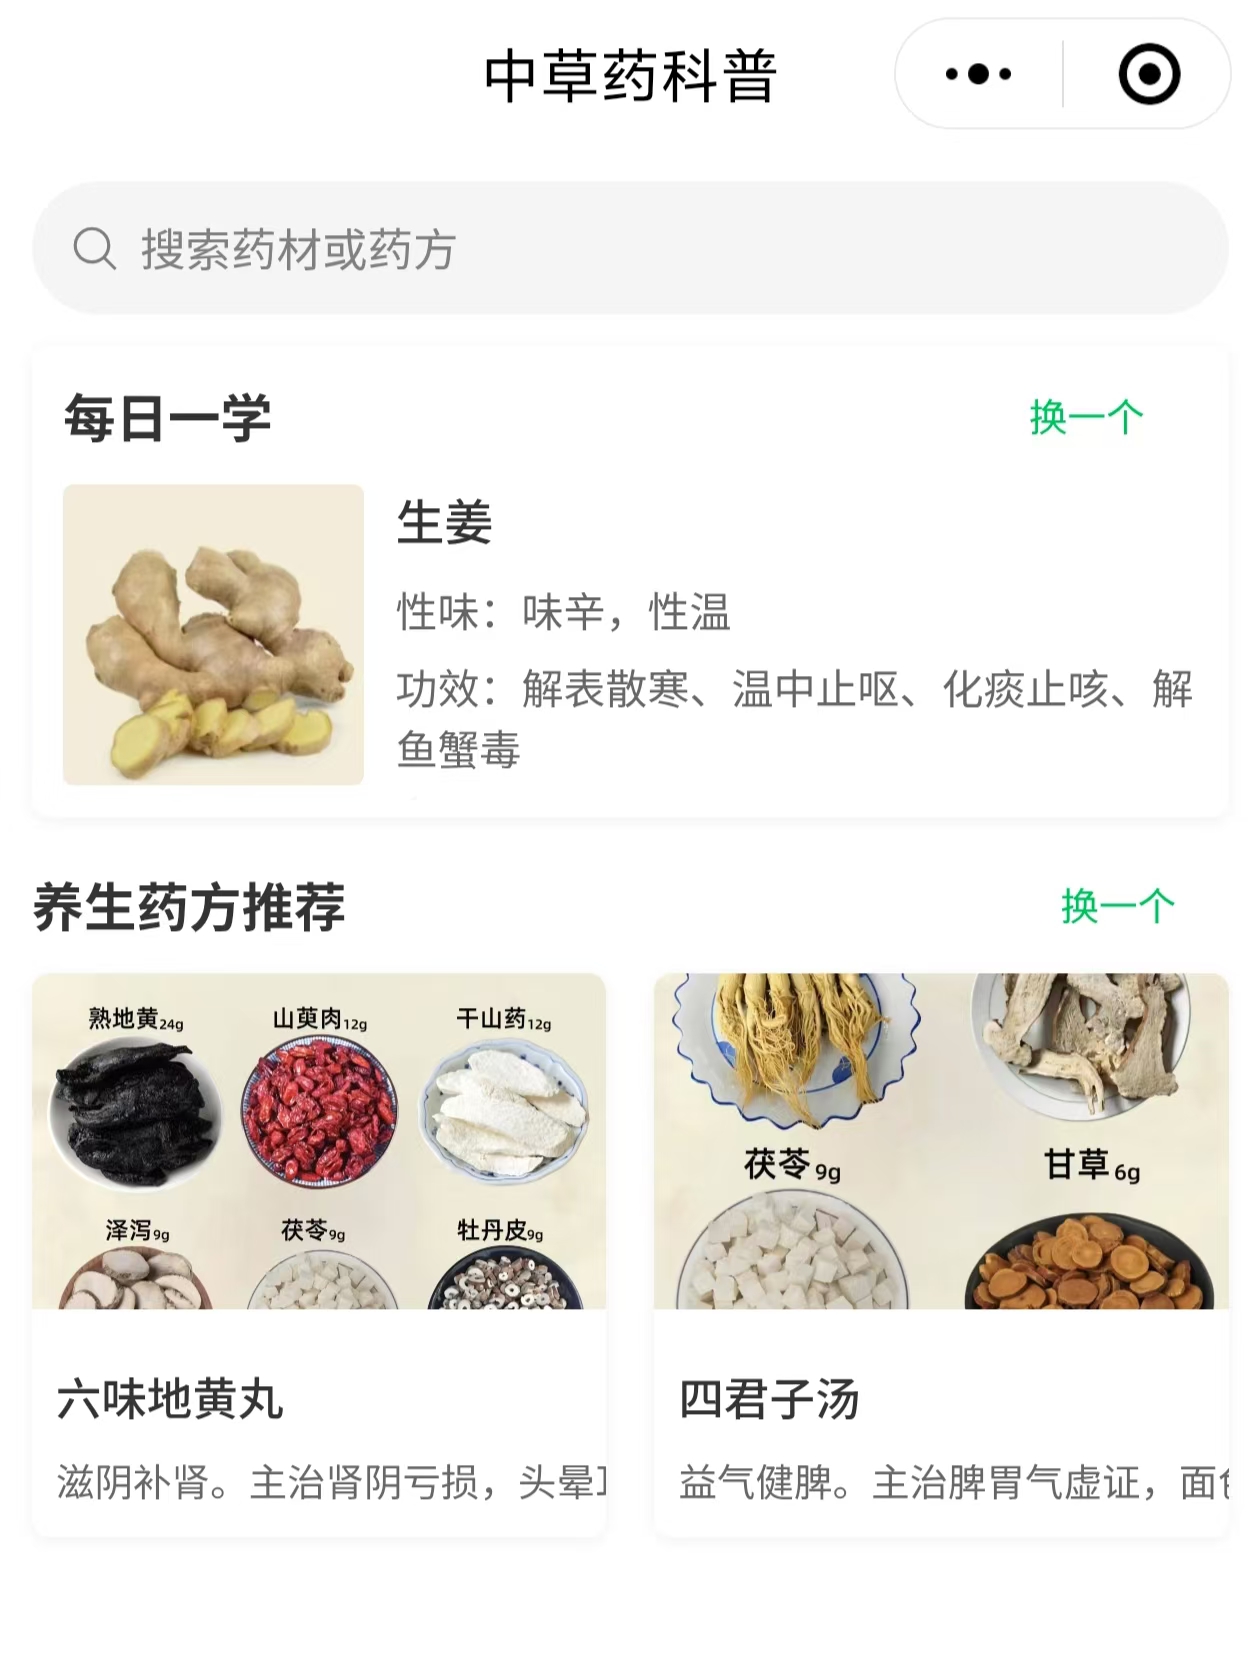 中草药科普
搜索药材或药方
每日一学
换一个
生姜
性味：味辛，性温
功效：解表散寒、温中止呕、化痰止咳、解
鱼蟹毒
养生药方推荐
换一个
熟地黄24g
山萸肉12g
干山药12g
泽泻9g
茯苓9g
牡丹皮9g
茯苓9g
甘草6g
六味地黄丸
滋阴补肾。主治肾阴亏损，头晕
四君子汤
益气健脾。主治脾胃气虚证，面